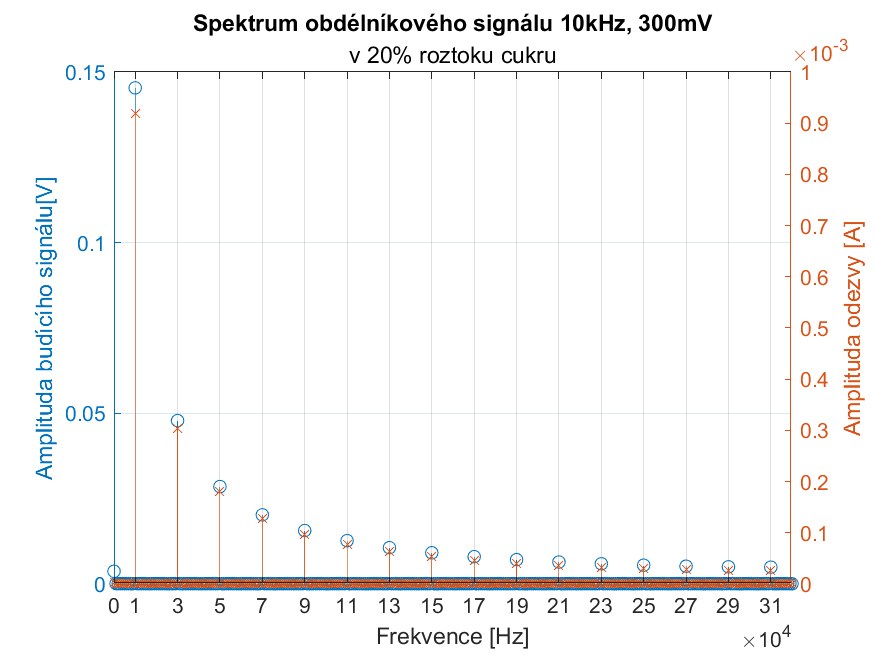 Spektrum obdélníkového signálu 10kHz, 300mV
v 20% roztoku cukru
×10-3
0.15
0.1
0.05
0
Amplituda budícího signálu[V]
1
0.9
0.8
0.7
0.6
0.5
0.4
0.3
0.2
0.1
0
Amplituda odezvy [A]
0 1 3 5 7 9 11 13 15 17 19 21 23 25 27 29 31
Frekvence [Hz]
×104